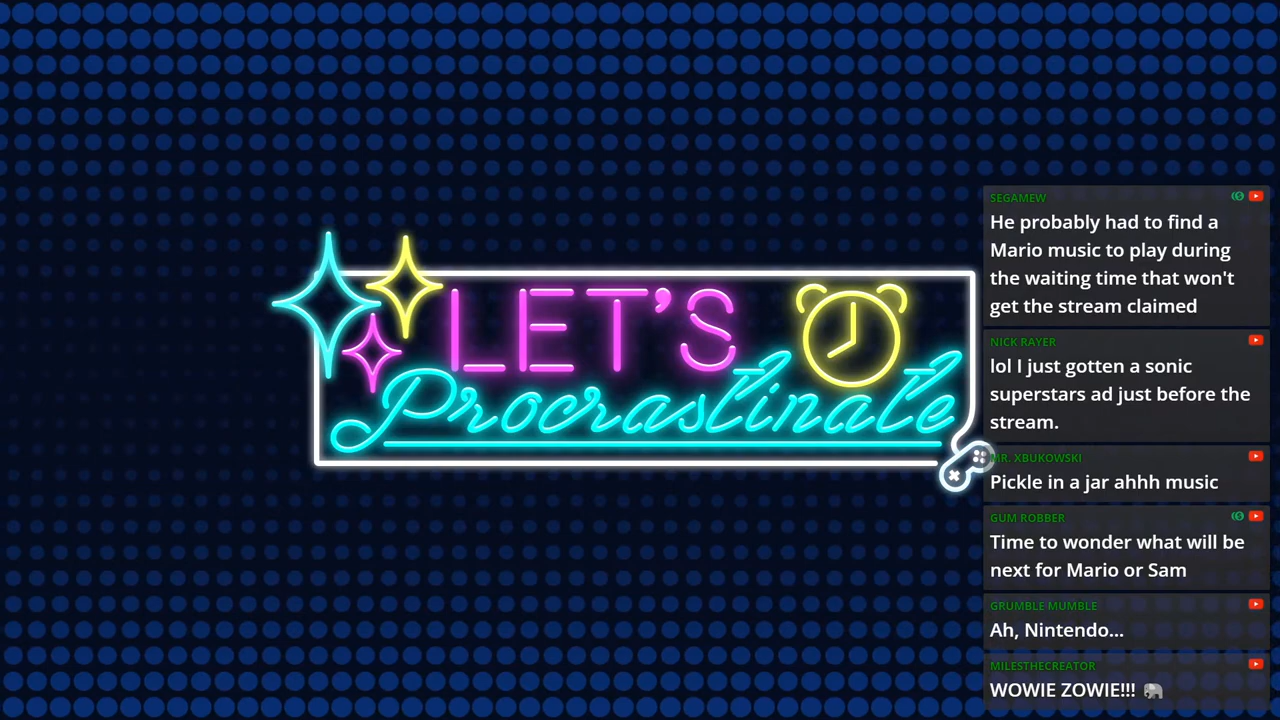 LET'S
Procrastinate
SEGAMEW
He probably had to find a
Mario music to play during
the waiting time that won't
get the stream claimed
NICK RAYER
lol I just gotten a sonic
superstars ad just before the
stream.
MR. XBUKOWSKI
Pickle in a jar ahhh music
GUM ROBBER
Time to wonder what will be
next for Mario or Sam
GRUMBLE MUMBLE
Ah, Nintendo...
MILESTHECREATOR
WOWIE ZOWIE!!! 🐘